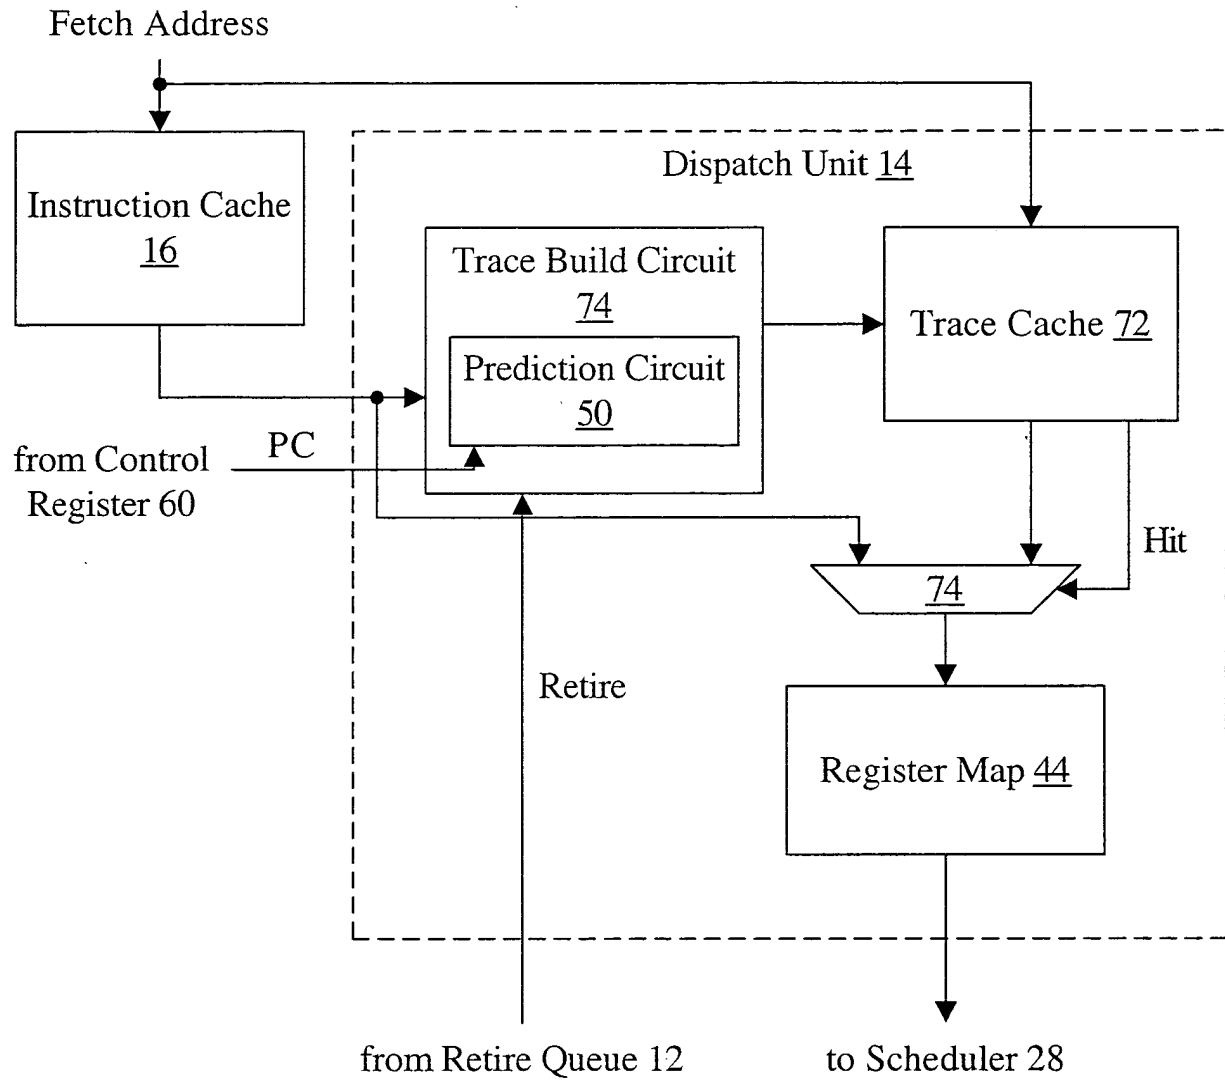 Fetch Address
Dispatch Unit 14
Instruction Cache
16
Trace Build Circuit
74
Trace Cache 72
Prediction Circuit
50
PC
from Control
Register 60
Hit
74
Retire
Register Map 44
from Retire Queue 12
to Scheduler 28